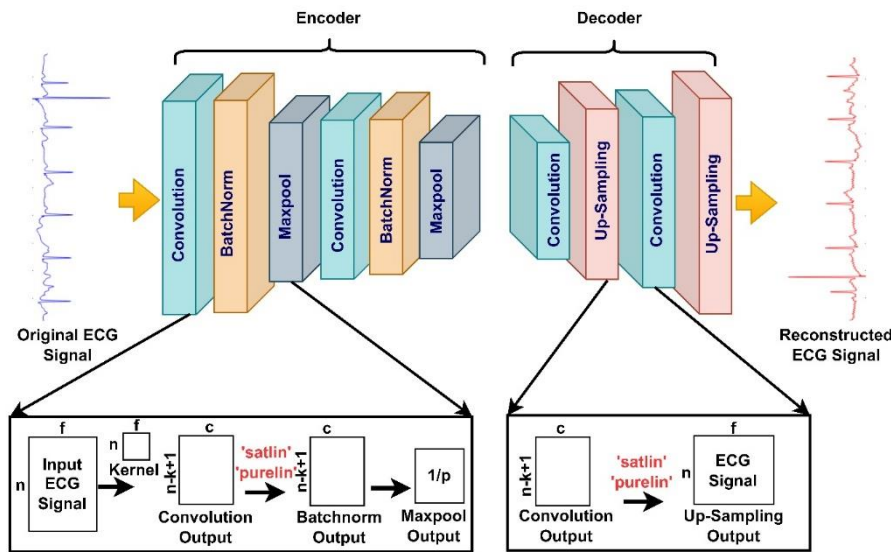 Encoder
Decoder
Convolution
BatchNorm
Maxpool
Convolution
BatchNorm
Maxpool
Convolution
Up-Sampling
Convolution
Up-Sampling
Original ECG
Signal
Reconstructed
ECG Signal
f
n
Input
ECG
Signal
f
n
Kernel
c
n-k+1
Convolution
Output
'satlin'
'purelin'
c
n-k+1
Batchnorm
Output
1/p
Maxpool
Output
c
n-k+1
Convolution
Output
'satlin'
'purelin'
f
n
ECG
Signal
Up-Sampling
Output